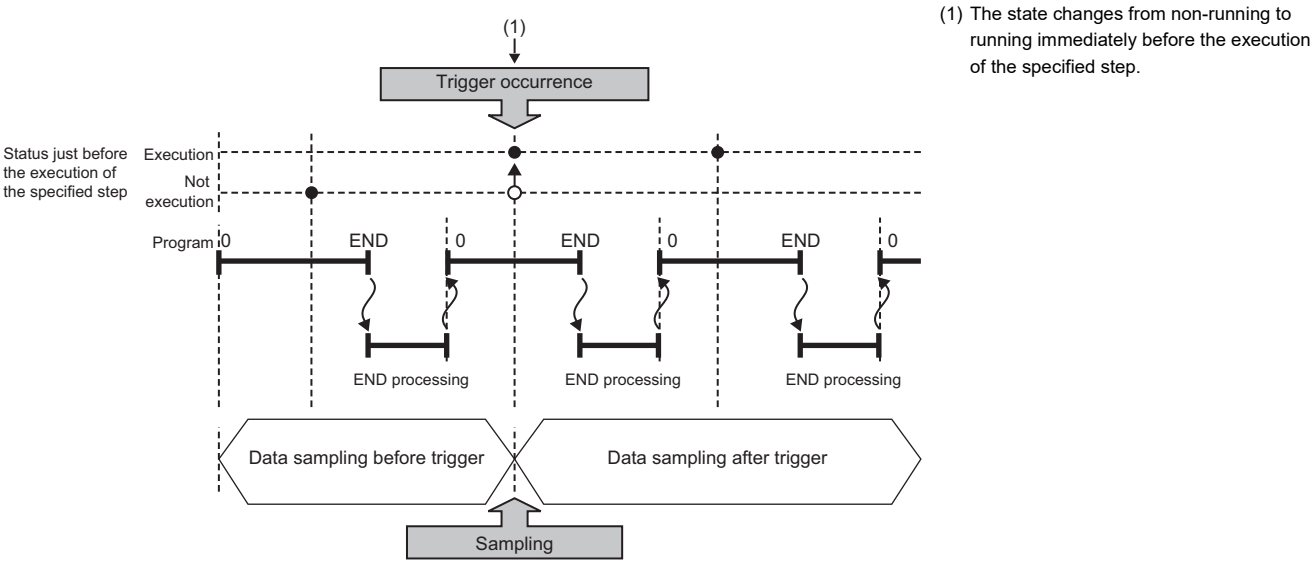 (1)
(1) The state changes from non-running to
running immediately before the execution
of the specified step.
Trigger occurrence
Status just before
the execution of
the specified step
Execution
Not
execution
Program 0 END 0 END 0 END 0
END processing END processing END processing
Data sampling before trigger Data sampling after trigger
Sampling